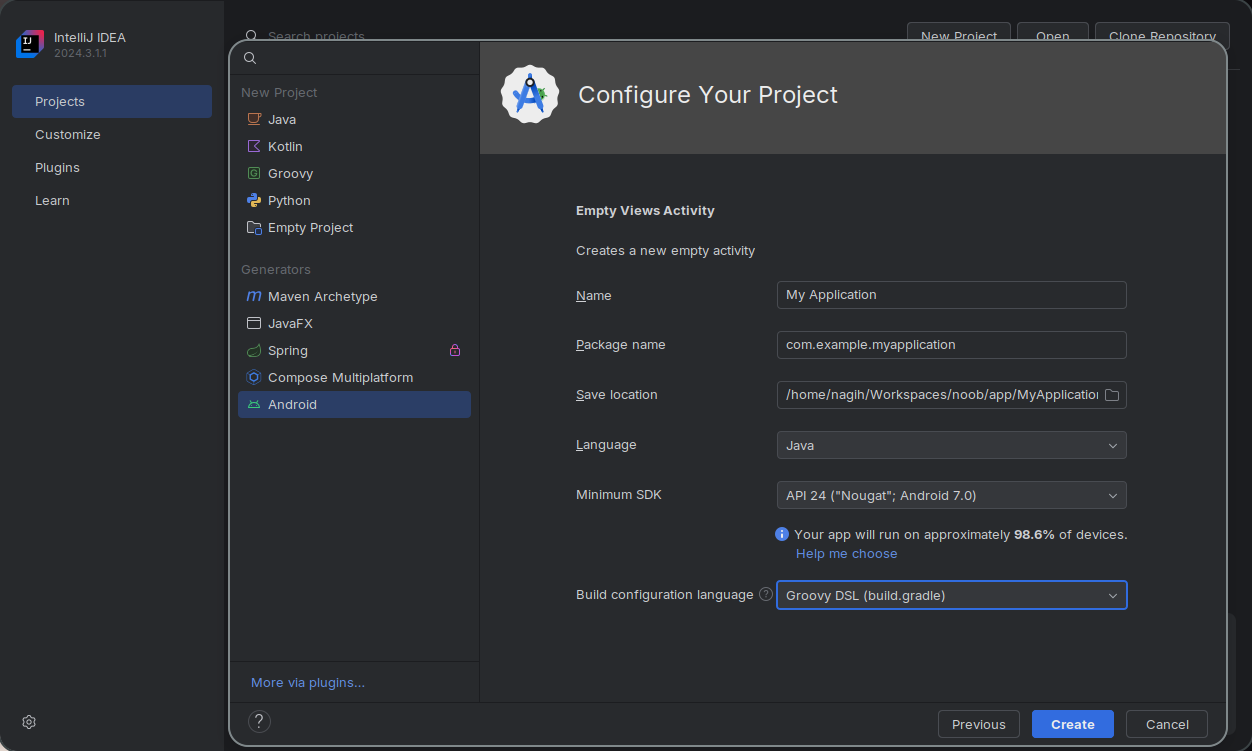 IntelliJ IDEA
2024.3.1.1
Projects
Customize
Plugins
Learn
Search projects
New Project
Open
Clone Repository
New Project
Java
Kotlin
Groovy
Python
Empty Project
Generators
Maven Archetype
JavaFX
Spring
Compose Multiplatform
Android
More via plugins...
Configure Your Project
Empty Views Activity
Creates a new empty activity
Name My Application
Package name com.example.myapplication
Save location /home/nagih/Workspaces/noob/app/MyApplication
Language Java
Minimum SDK API 24 ("Nougat"; Android 7.0)
Your app will run on approximately 98.6% of devices.
Help me choose
Build configuration language ? Groovy DSL (build.gradle)
? Previous Create Cancel